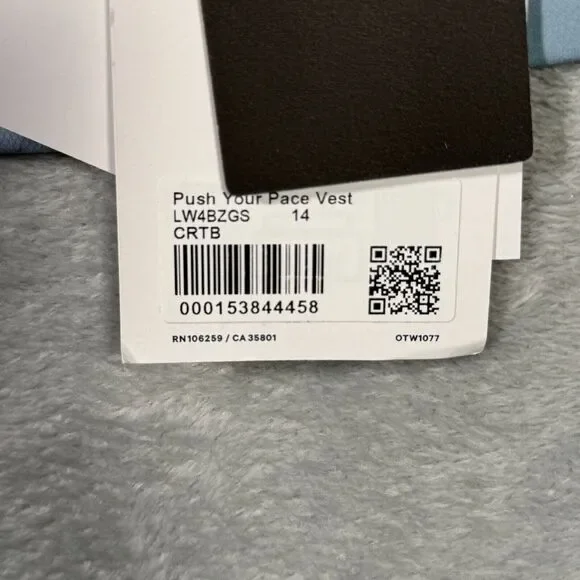 Push Your Pace Vest
LW4BZGS 14
CRTB
000153844458
RN106259 / CA 35801
OTW1077